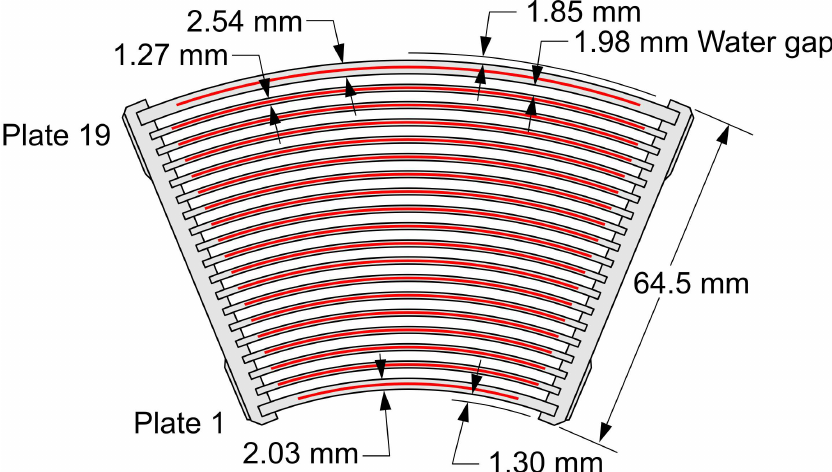 1.85 mm
2.54 mm
1.98 mm Water gap
1.27 mm
Plate 19
64.5 mm
Plate 1
2.03 mm
1.30 mm